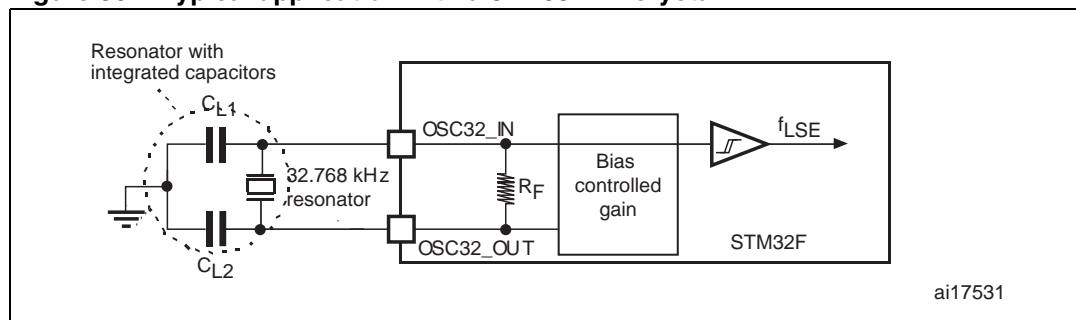 Resonator with
integrated capacitors
CL1
OSC32_IN
fLSE
32.768 kHz
resonator
RF
Bias
controlled
gain
OSC32_OUT
STM32F
CL2
ai17531